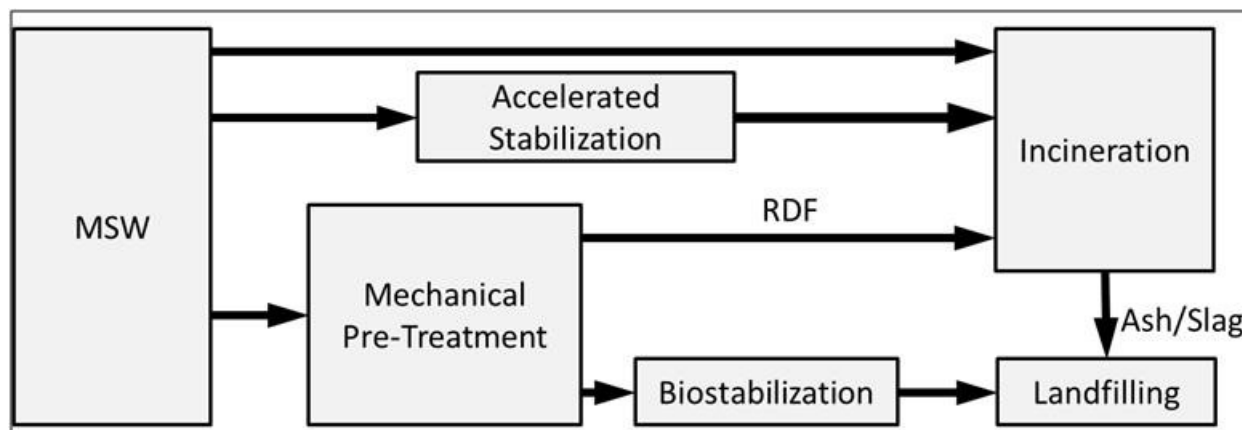 Accelerated
Stabilization
Incineration
MSW
RDF
Mechanical
Pre-Treatment
Ash/Slag
Biostabilization
Landfilling